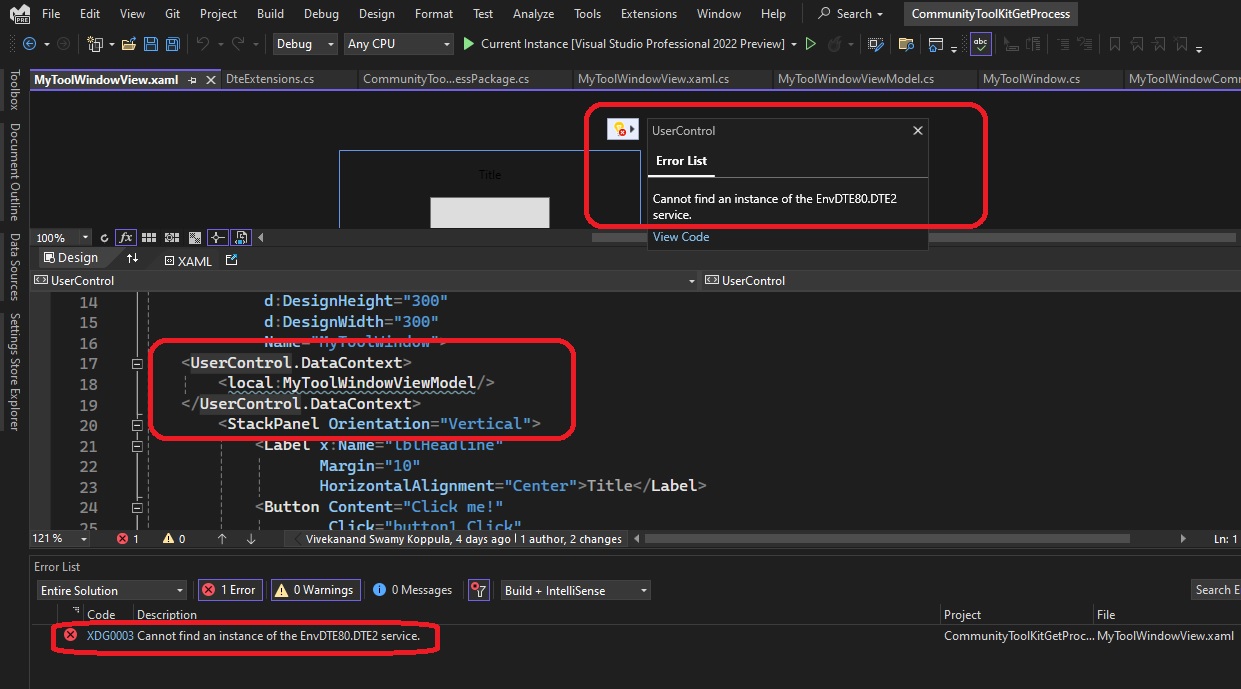 File Edit View Git Project Build Debug Design Format Test Analyze Tools Extensions Window Help Search CommunityToolKitGetProcess
Debug Any CPU Current Instance [Visual Studio Professional 2022 Preview]
Toolbox
Document Outline
Data Sources
Settings Store Explorer
MyToolWindowView.xaml DteExtensions.cs CommunityToo...essPackage.cs MyToolWindowView.xaml.cs MyToolWindowViewModel.cs MyToolWindow.cs MyToolWindowComm
UserControl
Error List
Title
Cannot find an instance of the EnvDTE80.DTE2
service.
View Code
100% fx
Design XAML
UserControl UserControl
14 d:DesignHeight="300"
15 d:DesignWidth="300"
16 Name="MyToolWindow">
17 <UserControl.DataContext>
18 <local:MyToolWindowViewModel/>
19 </UserControl.DataContext>
20 <StackPanel Orientation="Vertical">
21 <Label x:Name="lblHeadline"
22 Margin="10"
23 HorizontalAlignment="Center">Title</Label>
24 <Button Content="Click me!"
25 Click="button1_Click"
121 % 1 0 Vivekanand Swamy Koppula, 4 days ago | 1 author, 2 changes Ln: 1
Error List
Entire Solution 1 Error 0 Warnings 0 Messages Build + IntelliSense Search E
Code Description Project File
XDG0003 Cannot find an instance of the EnvDTE80.DTE2 service. CommunityToolKitGetProc... MyToolWindowView.xaml